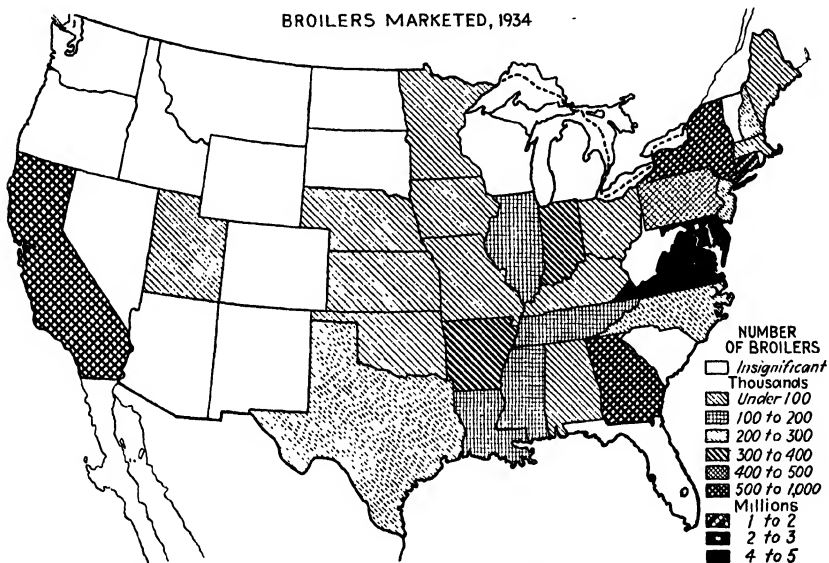 BROILERS MARKETED, 1934
NUMBER
OF BROILERS
Insignificant
Thousands
Under 100
100 to 200
200 to 300
300 to 400
400 to 500
500 to 1,000
Millions
1 to 2
2 to 3
4 to 5